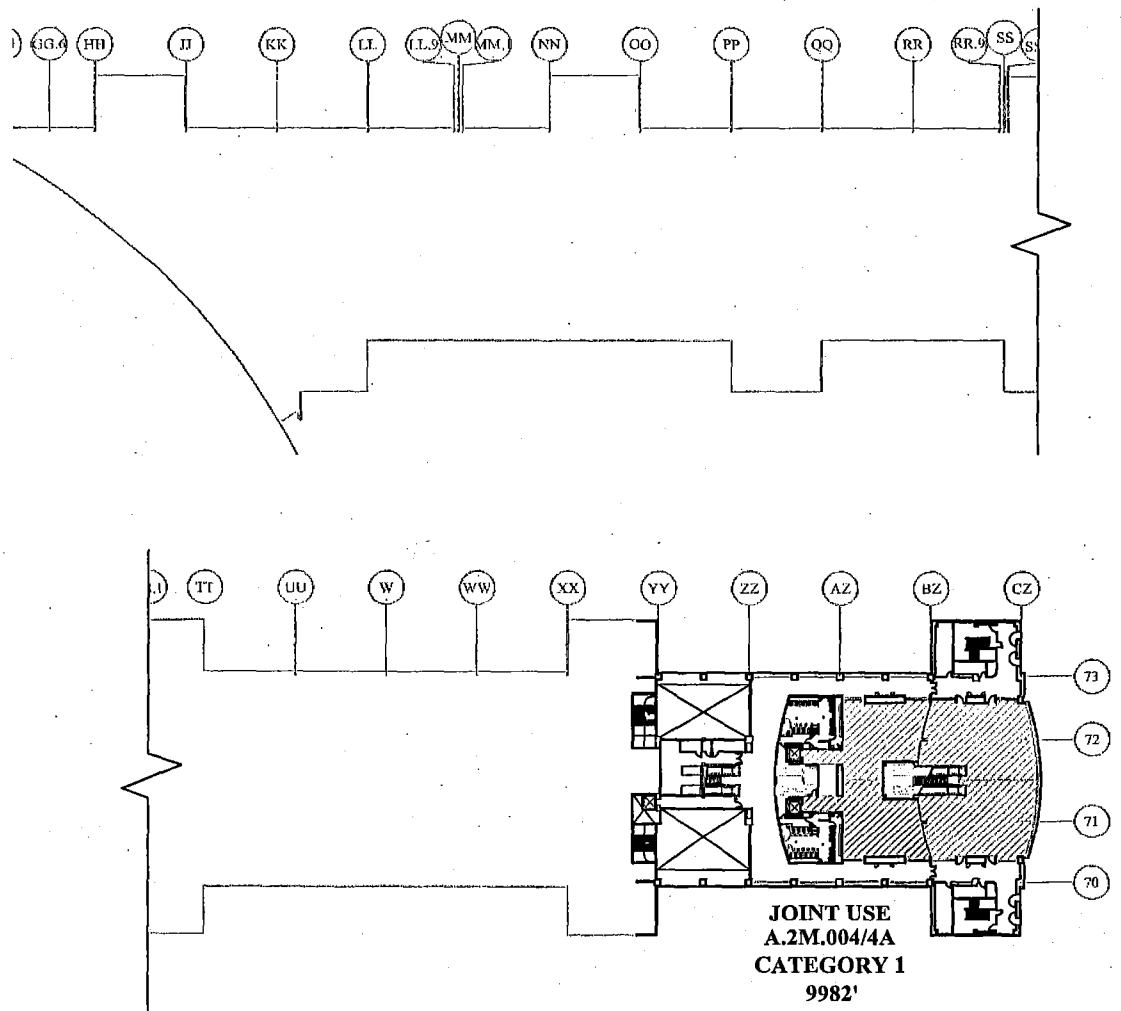 GG.6 HH JJ KK LL LL.9 MM MM.1 NN OO PP QQ RR RR.9 SS
TT UU W WW XX YY ZZ AZ BZ CZ
73
72
71
70
JOINT USE
A.2M.004/4A
CATEGORY 1
9982'